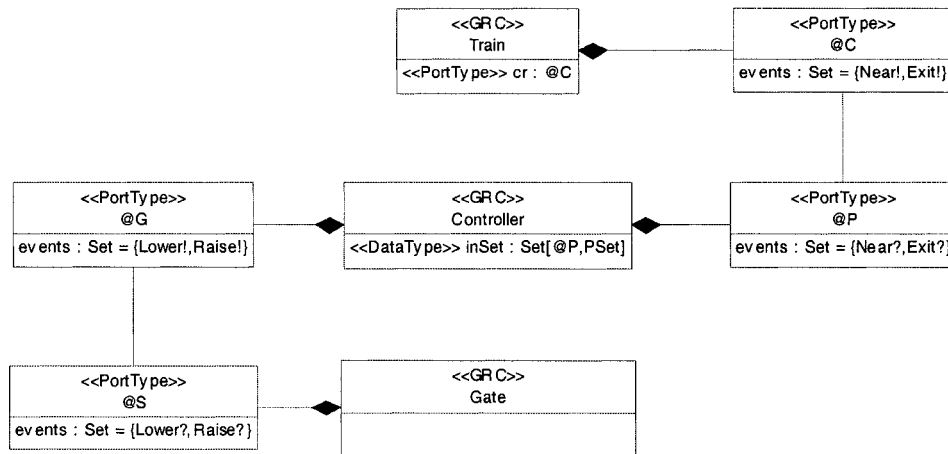 <<GRC>>
Train
<<PortType>> cr : @C
<<PortType>>
@C
events : Set = {Near!,Exit!}
<<PortType>>
@G
events : Set = {Lower!,Raise!}
<<GRC>>
Controller
<<DataType>> inSet : Set[@P,PSet]
<<PortType>>
@P
events : Set = {Near?,Exit?}
<<PortType>>
@S
events : Set = {Lower?,Raise?}
<<GRC>>
Gate